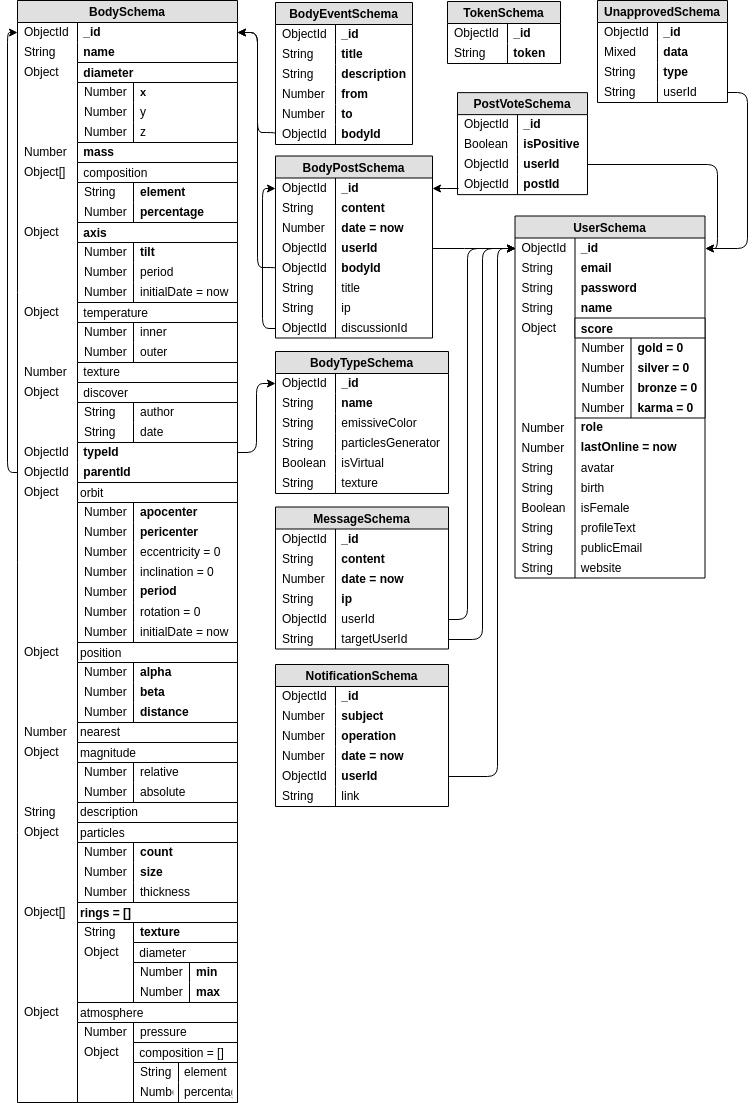 BodySchema
ObjectId _id
String name
Object diameter
Number x
Number y
Number z
Number mass
Object[] composition
String element
Number percentage
Object axis
Number tilt
Number period
Number initialDate = now
Object temperature
Number inner
Number outer
Number texture
Object discover
String author
String date
ObjectId typeId
ObjectId parentId
Object orbit
Number apocenter
Number pericenter
Number eccentricity = 0
Number inclination = 0
Number period
Number rotation = 0
Number initialDate = now
Object position
Number alpha
Number beta
Number distance
Number nearest
Object magnitude
Number relative
Number absolute
String description
Object particles
Number count
Number size
Number thickness
Object[] rings = []
String texture
Object diameter
Number min
Number max
Object atmosphere
Number pressure
Object composition = []
String element
Numb percenta
BodyEventSchema
ObjectId _id
String title
String description
Number from
Number to
ObjectId bodyId
BodyPostSchema
ObjectId _id
String content
Number date = now
ObjectId userId
ObjectId bodyId
String title
String ip
ObjectId discussionId
BodyTypeSchema
ObjectId _id
String name
String emissiveColor
String particlesGenerator
Boolean isVirtual
String texture
MessageSchema
ObjectId _id
String content
Number date = now
String ip
ObjectId userId
String targetUserId
NotificationSchema
ObjectId _id
Number subject
Number operation
Number date = now
ObjectId userId
String link
TokenSchema
ObjectId _id
String token
PostVoteSchema
ObjectId _id
Boolean isPositive
ObjectId userId
ObjectId postId
UnapprovedSchema
ObjectId _id
Mixed data
String type
String userId
UserSchema
ObjectId _id
String email
String password
String name
Object score
Number gold = 0
Number silver = 0
Number bronze = 0
Number karma = 0
Number role
Number lastOnline = now
String avatar
String birth
Boolean isFemale
String profileText
String publicEmail
String website